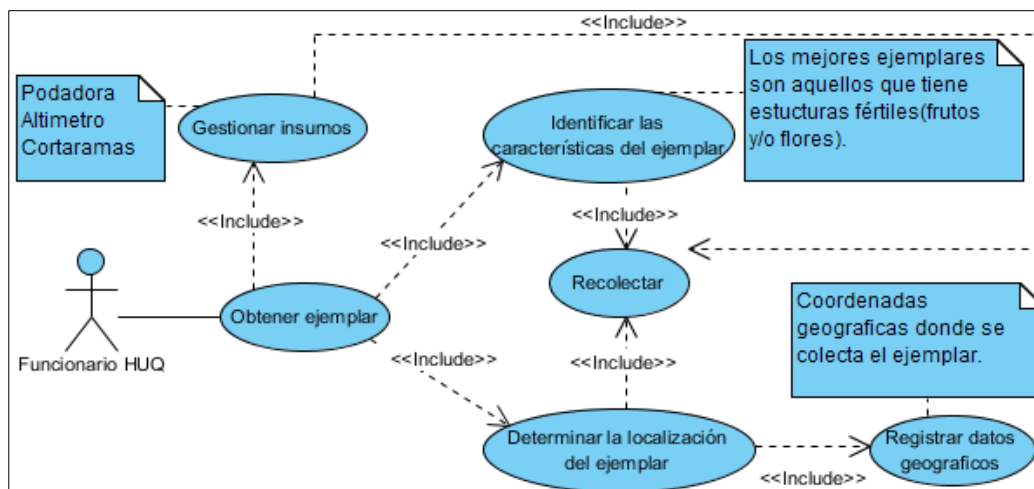 <<Include>>
Podadora
Altimetro
Cortaramas
Gestionar insumos
Identificar las
características del ejemplar
Los mejores ejemplares
son aquellos que tiene
estucturas fértiles(frutos
y/o flores).
<<Include>>
<<Include>>
<<Include>>
Recolectar
Obtener ejemplar
Funcionario HUQ
<<Include>>
<<Include>>
Coordenadas
geograficas donde se
colecta el ejemplar.
Determinar la localización
del ejemplar
Registrar datos
geograficos
<<Include>>